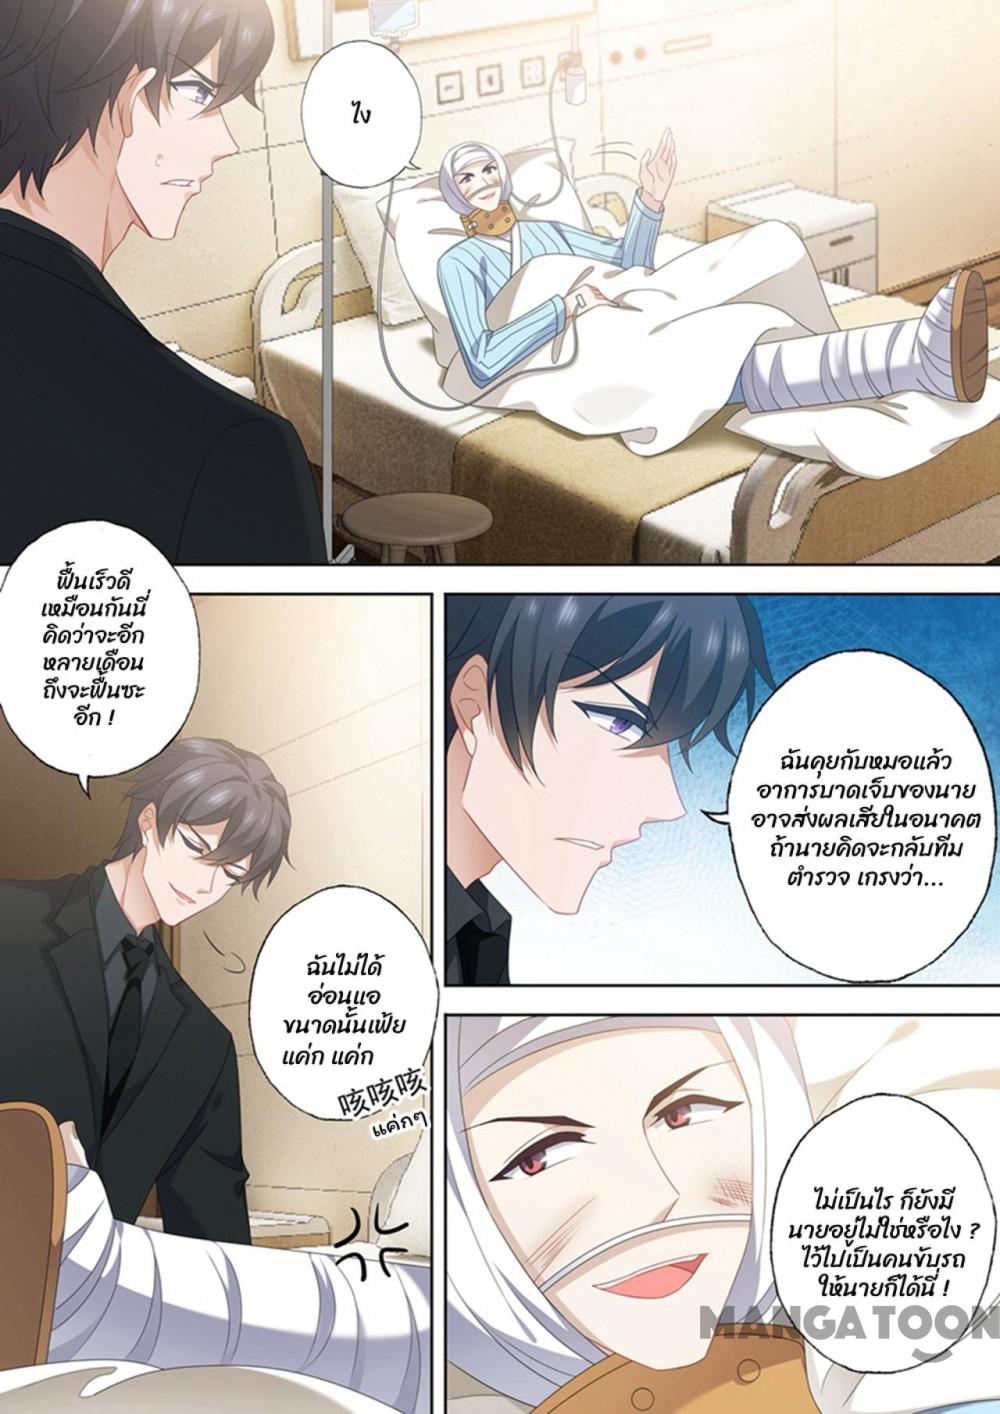 ไง
ฟื้นเร็วดี
เหมือนกันนี่
คิดว่าจะอีก
หลายเดือน
ถึงจะฟื้นซะ
อีก !
ฉันคุยกับหมอแล้ว
อาการบาดเจ็บของนาย
อาจส่งผลเสียในอนาคต
ถ้านายคิดจะกลับทีม
ตำรวจ เกรงว่า...
ฉันไม่ได้
อ่อนแอ
ขนาดนั้นเฟ้ย
แค่ก แค่ก
咳咳咳
แค่กๆ
ไม่เป็นไร ก็ยังมี
นายอยู่ไม่ใช่หรือไง ?
ไว้ไปเป็นคนขับรถ
ให้นายก็ได้นี่ !
MANGATOON